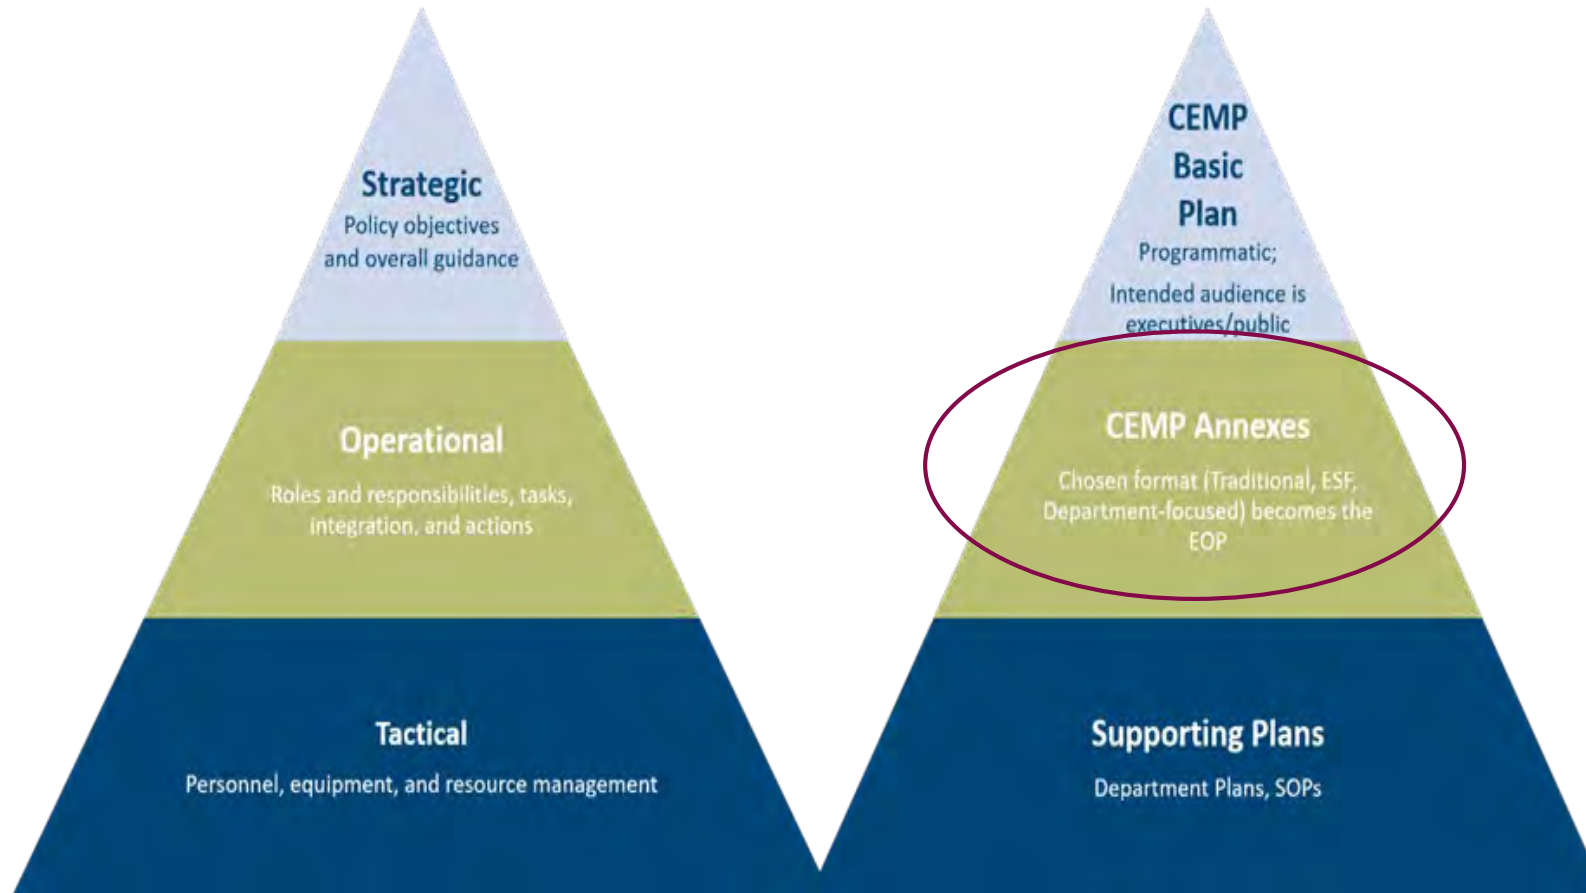 Strategic
Policy objectives
and overall guidance
Operational
Roles and responsibilities, tasks,
integration, and actions
Tactical
Personnel, equipment, and resource management
CEMP
Basic
Plan
Programmatic;
Intended audience is
executives/public
CEMP Annexes
Chosen format (Traditional, ESF,
Department-focused) becomes the
EOP
Supporting Plans
Department Plans, SOPs